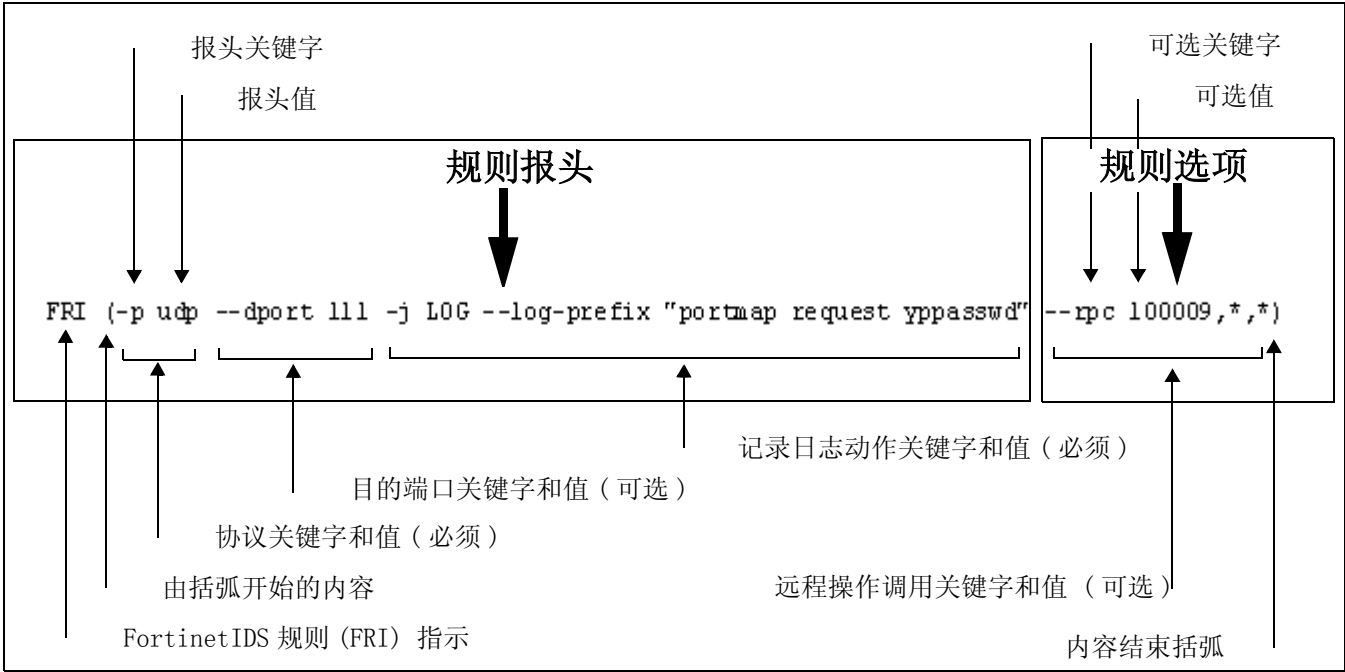 报头关键字
可选关键字
报头值
可选值
规则报头
规则选项
FRI (-p udp --dport 111 -j LOG --log-prefix "portmap request yppasswd" --rpc 100009,*,*)
记录日志动作关键字和值 ( 必须 )
目的端口关键字和值 ( 可选 )
协议关键字和值 ( 必须 )
由括弧开始的内容
远程操作调用关键字和值 ( 可选 )
FortinetIDS 规则 (FRI) 指示
内容结束括弧